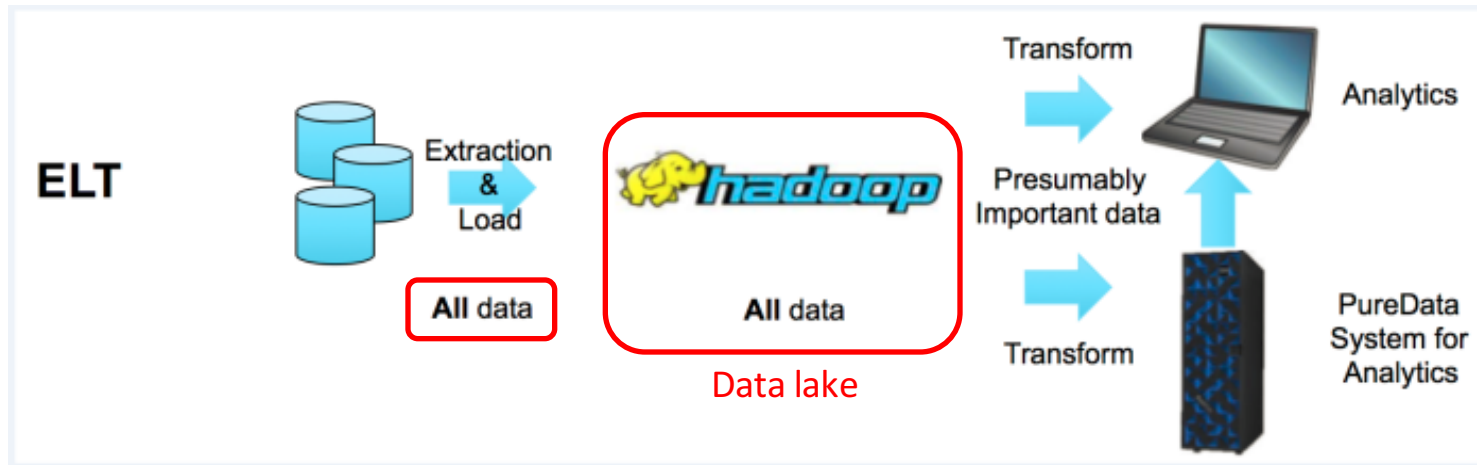 ELT
Extraction
&
Load
All data
hadoop
All data
Data lake
Transform
Presumably
Important data
Transform
Analytics
PureData
System for
Analytics